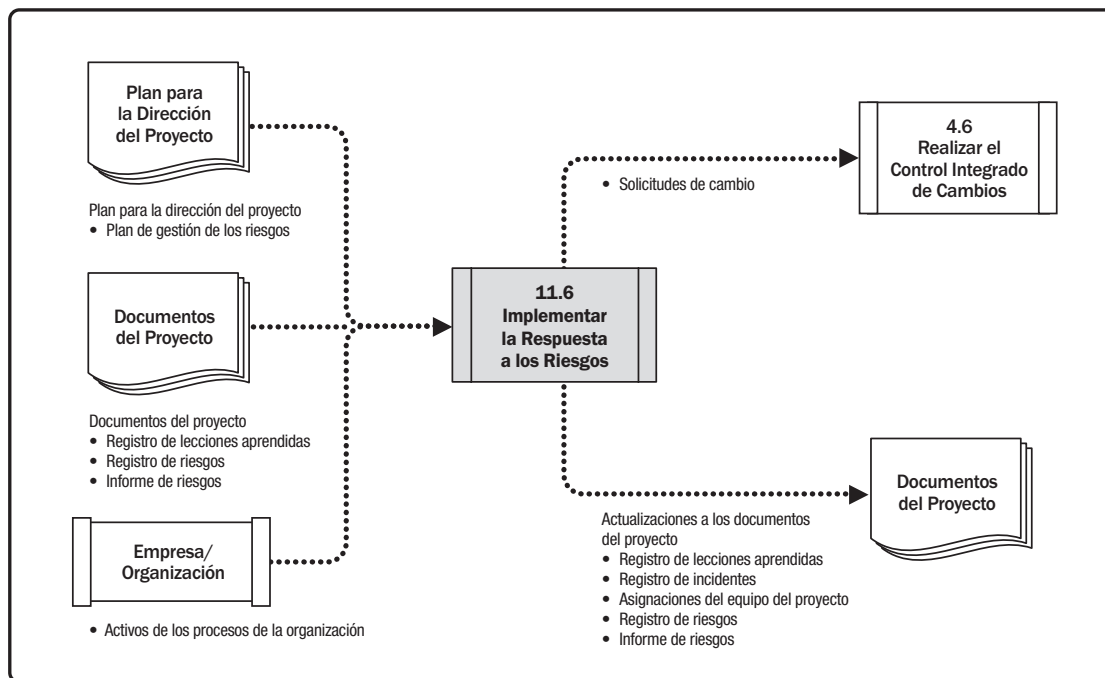 Plan para
la Dirección
del Proyecto
Plan para la dirección del proyecto
• Plan de gestión de los riesgos
Documentos
del Proyecto
Documentos del proyecto
• Registro de lecciones aprendidas
• Registro de riesgos
• Informe de riesgos
Empresa/
Organización
• Activos de los procesos de la organización
11.6
Implementar
la Respuesta
a los Riesgos
• Solicitudes de cambio
4.6
Realizar el
Control Integrado
de Cambios
Documentos
del Proyecto
Actualizaciones a los documentos
del proyecto
• Registro de lecciones aprendidas
• Registro de incidentes
• Asignaciones del equipo del proyecto
• Registro de riesgos
• Informe de riesgos